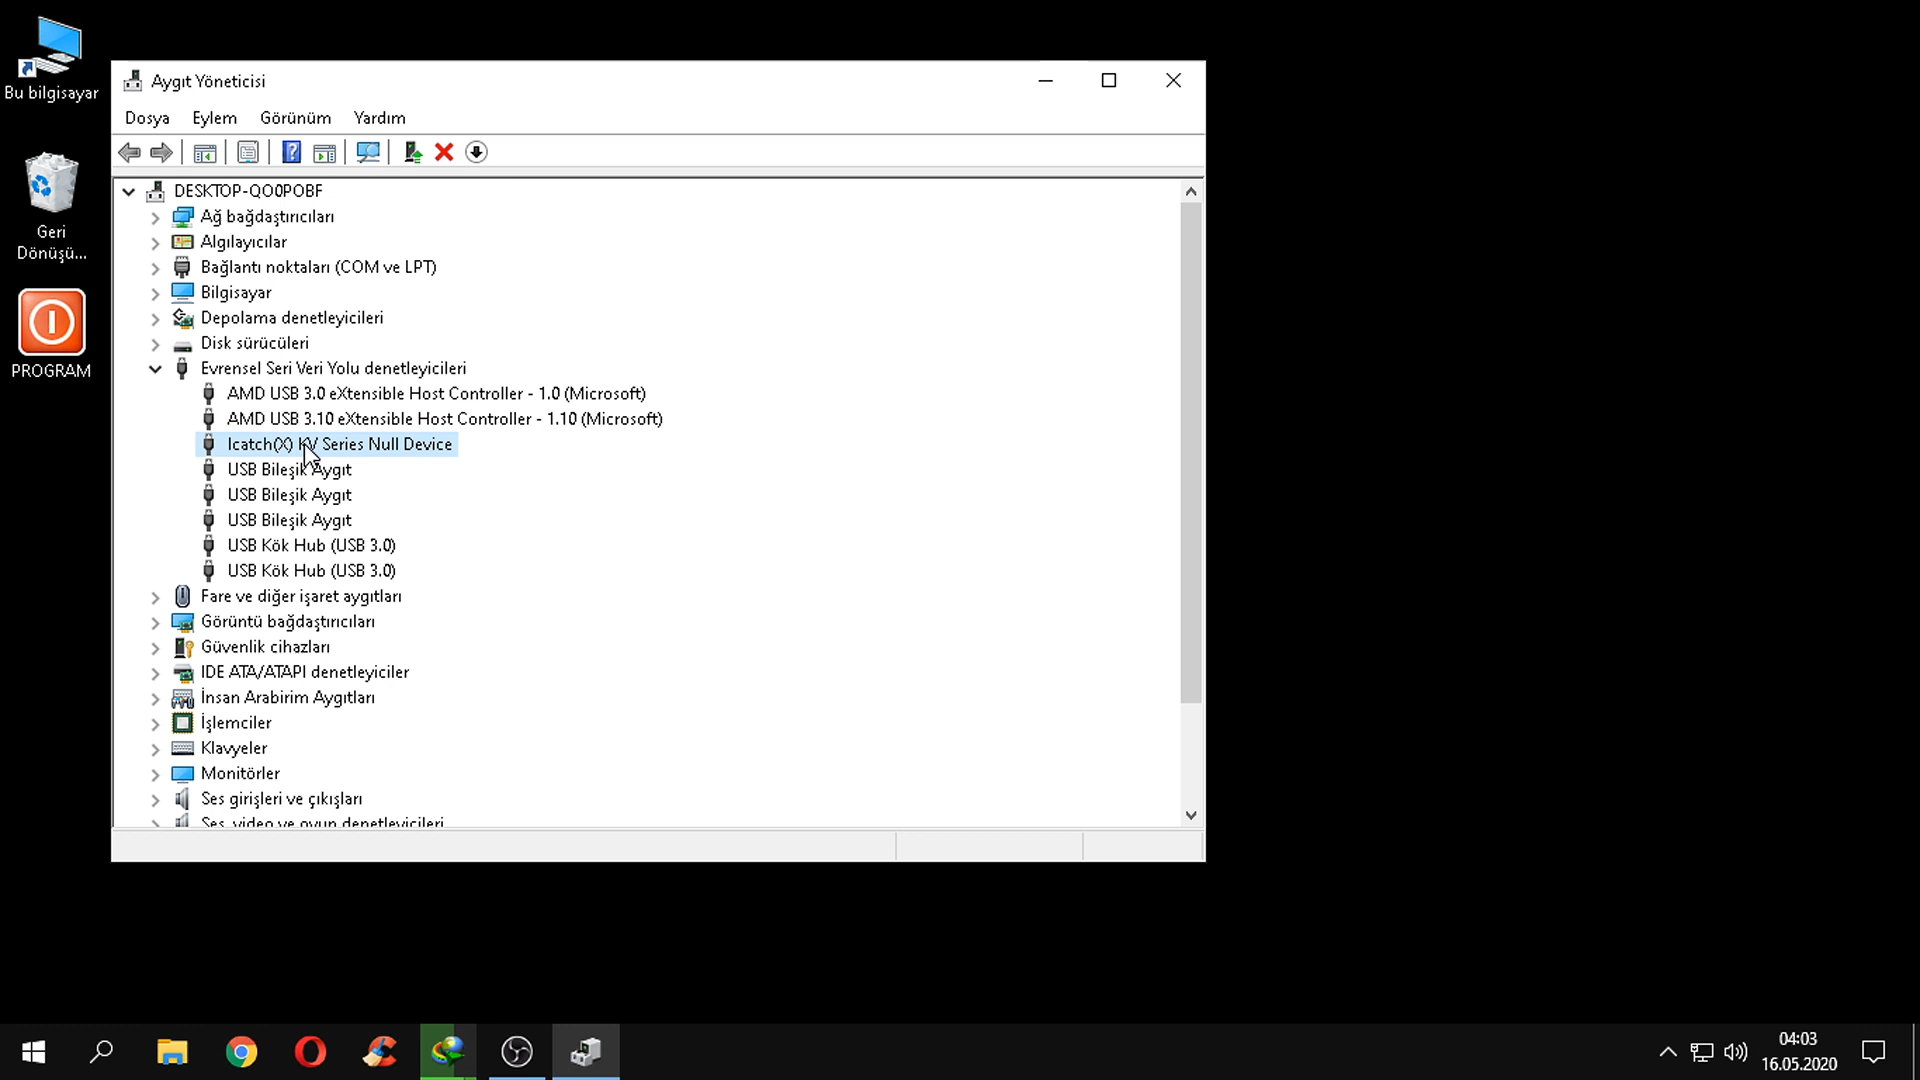 Bu bilgisayar
Geri
Dönüşü...
PROGRAM
Aygıt Yöneticisi
Dosya Eylem Görünüm Yardım
DESKTOP-QO0POBF
Ağ bağdaştırıcıları
Algılayıcılar
Bağlantı noktaları (COM ve LPT)
Bilgisayar
Depolama denetleyicileri
Disk sürücüleri
Evrensel Seri Veri Yolu denetleyicileri
AMD USB 3.0 eXtensible Host Controller - 1.0 (Microsoft)
AMD USB 3.10 eXtensible Host Controller - 1.10 (Microsoft)
Icatch(X) KV Series Null Device
USB Bileşik Aygıt
USB Bileşik Aygıt
USB Bileşik Aygıt
USB Kök Hub (USB 3.0)
USB Kök Hub (USB 3.0)
Fare ve diğer işaret aygıtları
Görüntü bağdaştırıcıları
Güvenlik cihazları
IDE ATA/ATAPI denetleyiciler
İnsan Arabirim Aygıtları
İşlemciler
Klavyeler
Monitörler
Ses girişleri ve çıkışları
Ses, video ve oyun denetleyicileri
04:03
16.05.2020